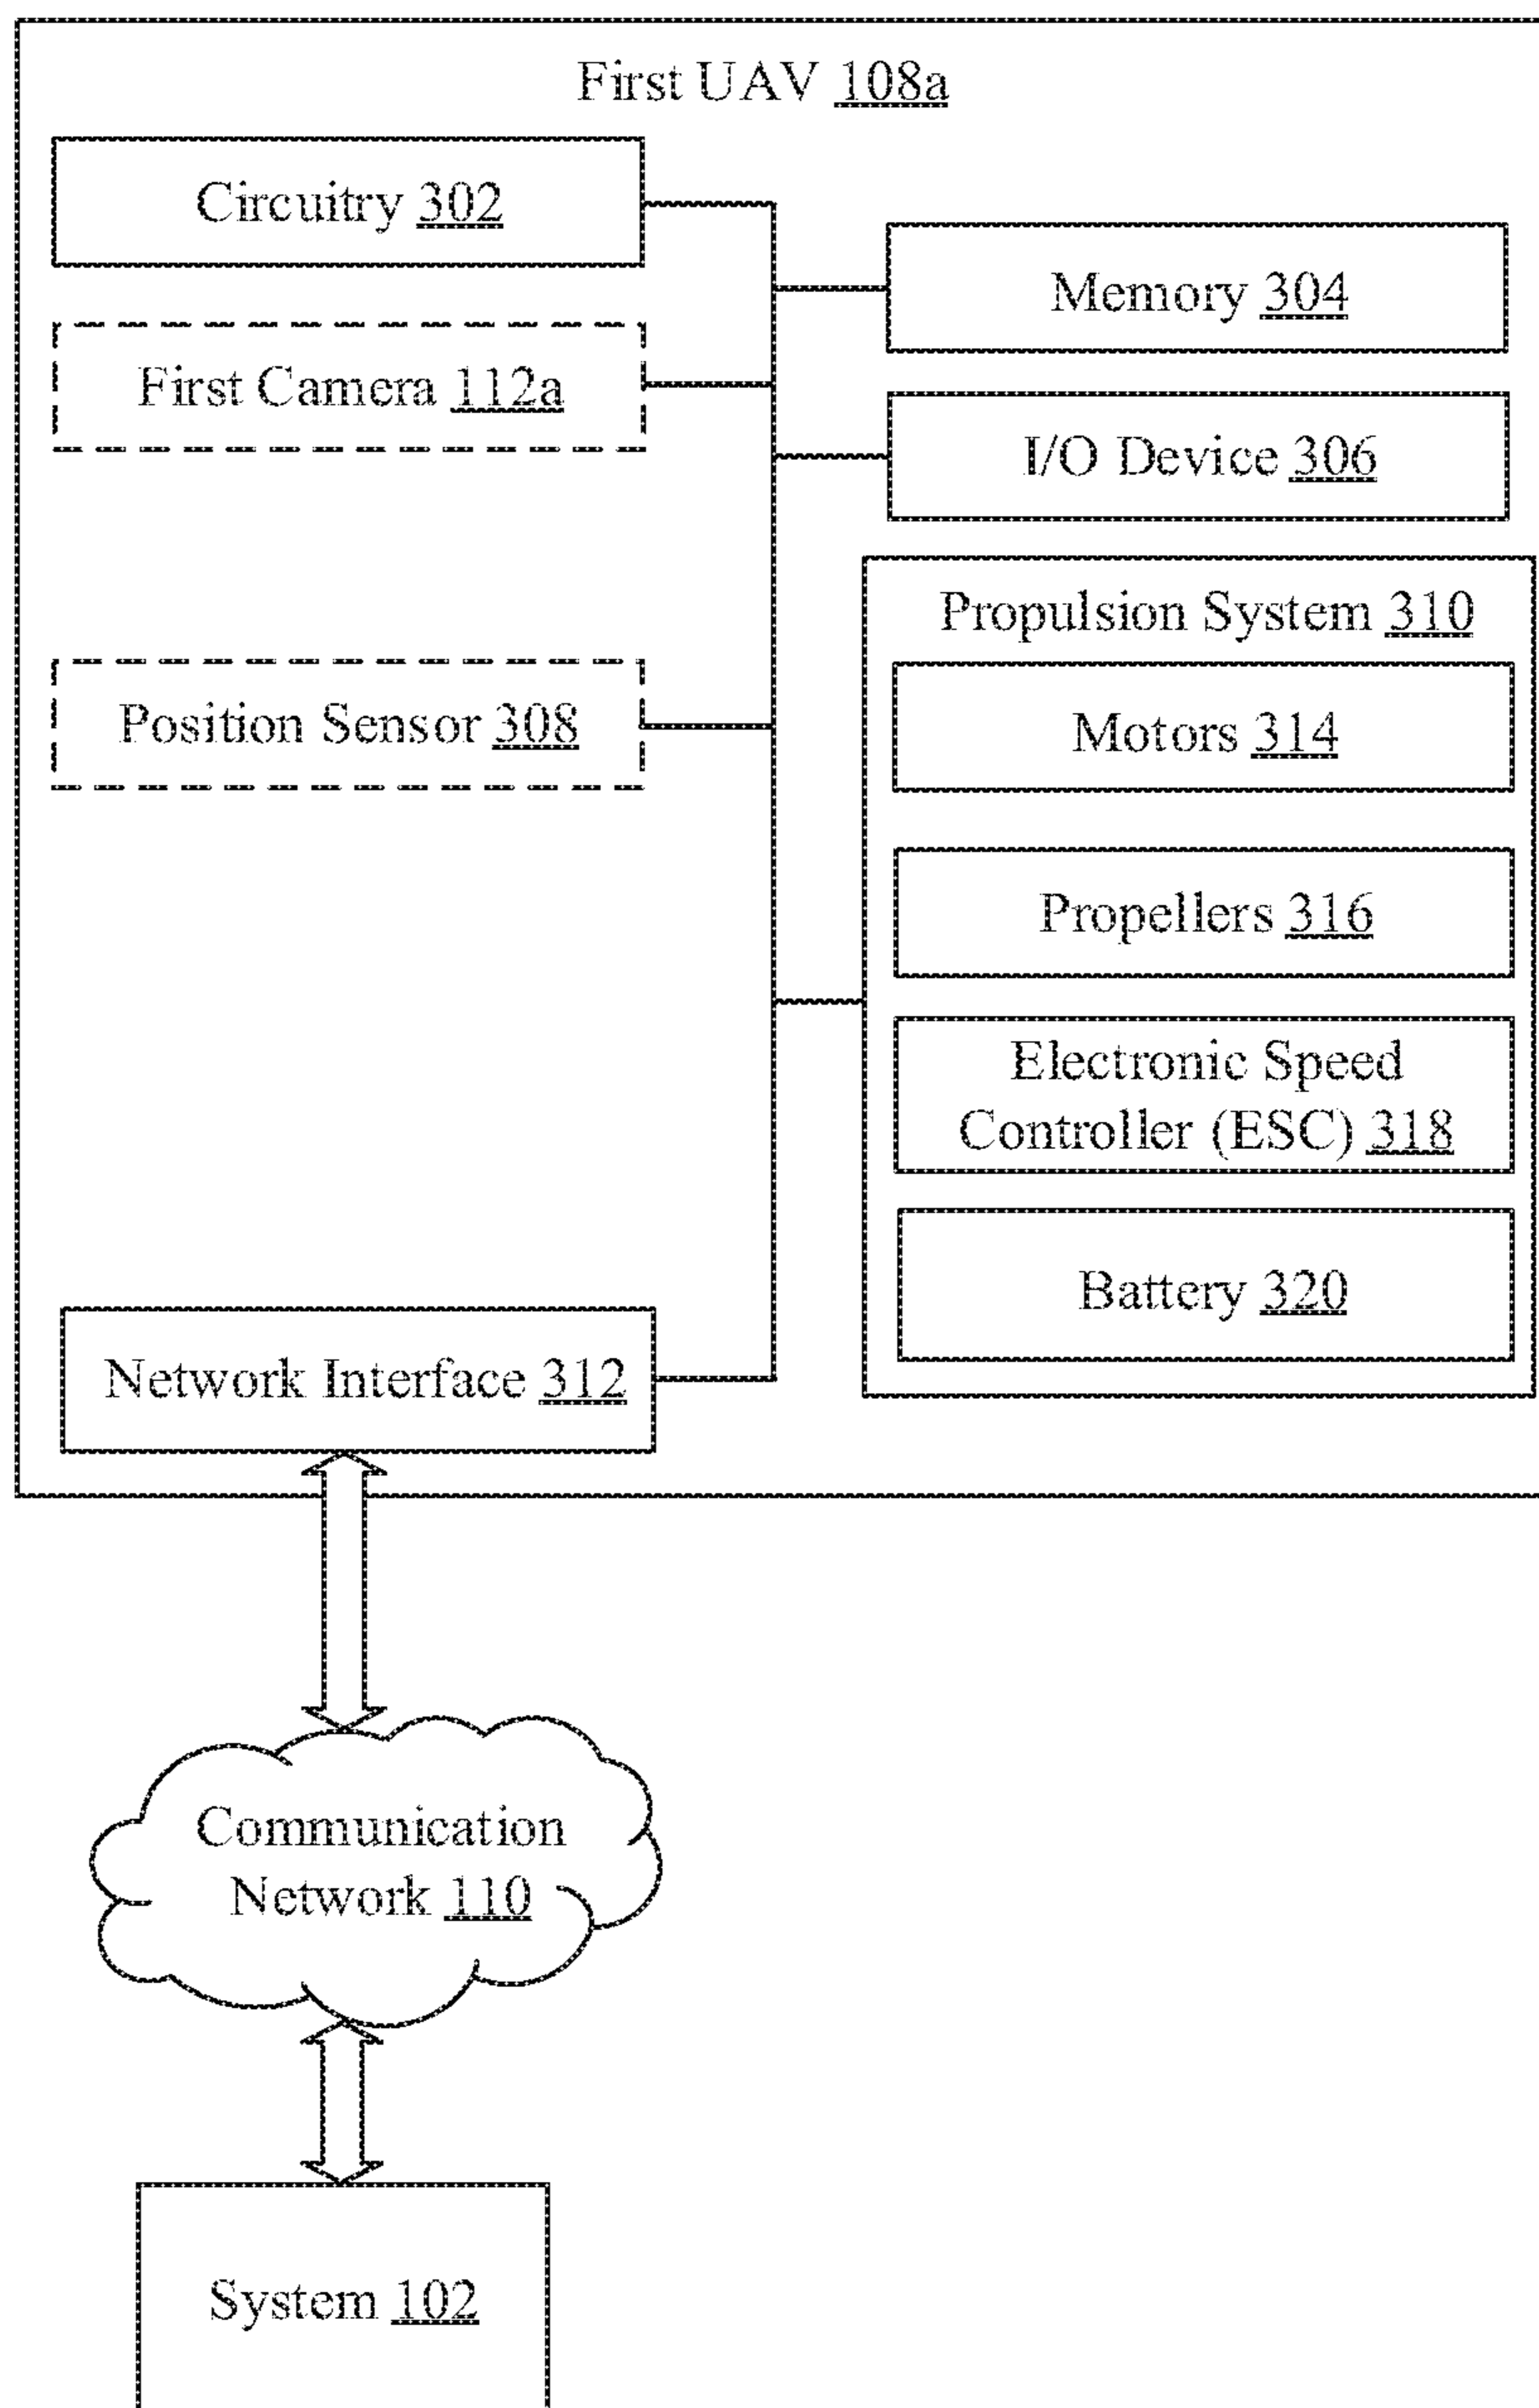 First UAV 108a
Circuitry 302
Memory 304
First Camera 112a
I/O Device 306
Propulsion System 310
Position Sensor 308
Motors 314
Propellers 316
Electronic Speed
Controller (ESC) 318
Battery 320
Network Interface 312
Communication
Network 110
System 102